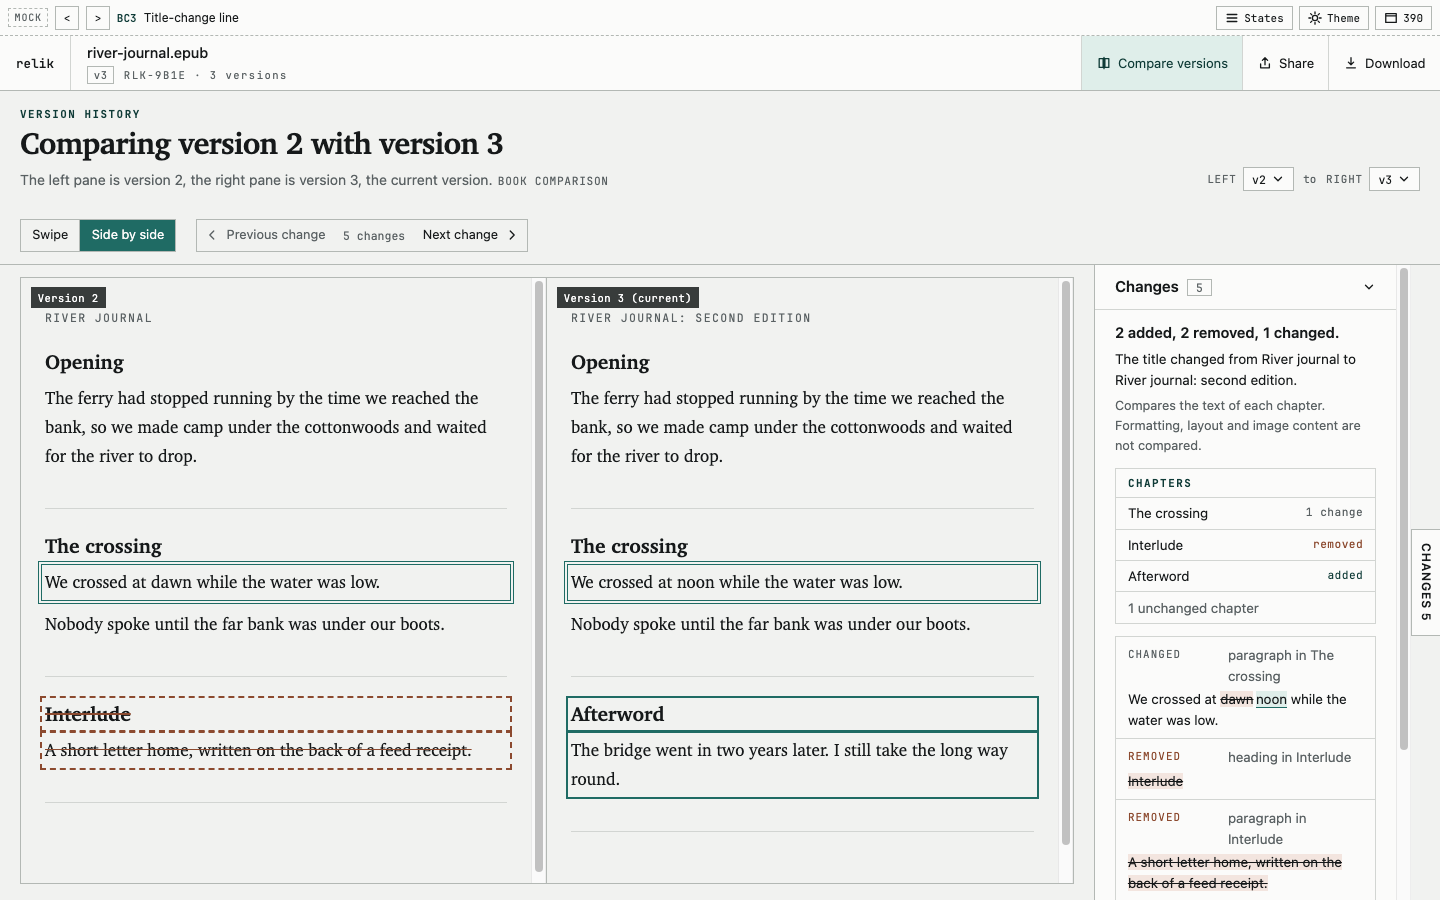 MOCK < > BC3 Title-change line States Theme 390
relik
river-journal.epub
v3 RLK-9B1E · 3 versions
Compare versions Share Download
VERSION HISTORY
Comparing version 2 with version 3
The left pane is version 2, the right pane is version 3, the current version. BOOK COMPARISON
LEFT v2 to RIGHT v3
Swipe Side by side Previous change 5 changes Next change
Version 2
RIVER JOURNAL
Opening
The ferry had stopped running by the time we reached the
bank, so we made camp under the cottonwoods and waited
for the river to drop.
The crossing
We crossed at dawn while the water was low.
Nobody spoke until the far bank was under our boots.
Interlude
A short letter home, written on the back of a feed receipt.
Version 3 (current)
RIVER JOURNAL: SECOND EDITION
Opening
The ferry had stopped running by the time we reached the
bank, so we made camp under the cottonwoods and waited
for the river to drop.
The crossing
We crossed at noon while the water was low.
Nobody spoke until the far bank was under our boots.
Afterword
The bridge went in two years later. I still take the long way
round.
Changes 5
2 added, 2 removed, 1 changed.
The title changed from River journal to
River journal: second edition.
Compares the text of each chapter.
Formatting, layout and image content are
not compared.
CHAPTERS
The crossing 1 change
Interlude removed
Afterword added
1 unchanged chapter
CHANGED paragraph in The
crossing
We crossed at dawn noon while the
water was low.
REMOVED heading in Interlude
Interlude
REMOVED paragraph in
Interlude
A short letter home, written on the
back of a feed receipt.
CHANGES 5